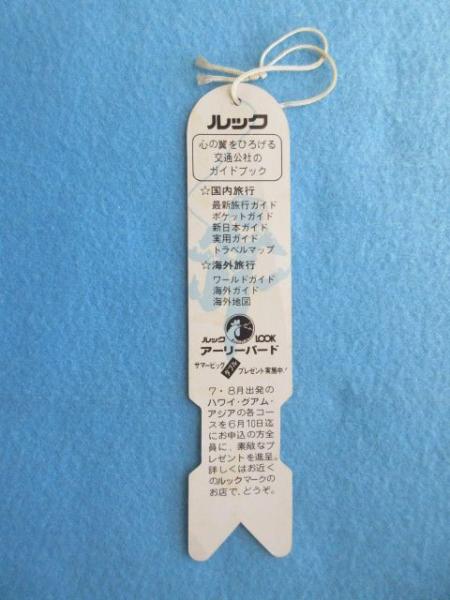 ルック
心の翼をひろげる
交通公社の
ガイドブック
☆国内旅行
最新旅行ガイド
ポケットガイド
新日本ガイド
実用ガイド
トラベルマップ
☆海外旅行
ワールドガイド
海外ガイド
海外地図
ルック LOOK
アーリーバード
サマービッグ ダブル プレゼント実施中!
7・8月出発の
ハワイ・グアム・
アジアの各コー
スを6月10日迄
にお申込の方全
員に、素敵なプ
レゼントを進呈。
詳しくはお近く
のルックマークの
お店で、どうぞ。